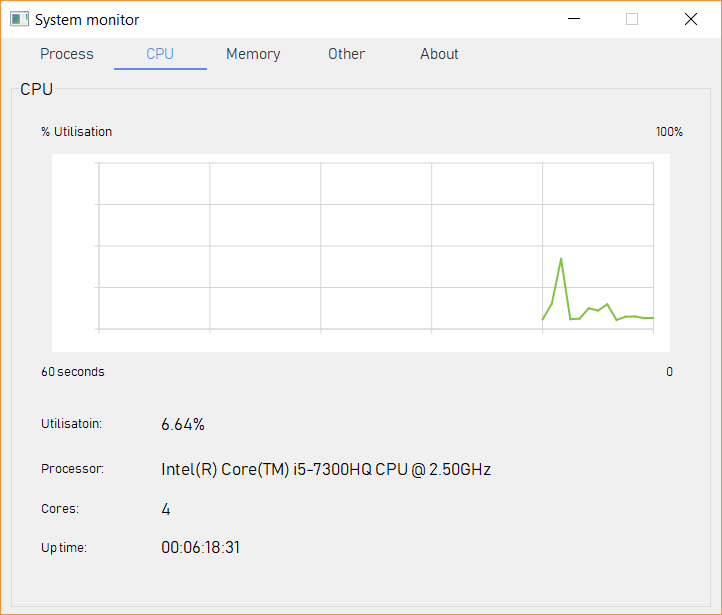 System monitor
Process CPU Memory Other About
CPU
% Utilisation 100%
60 seconds 0
Utilisatoin: 6.64%
Processor: Intel(R) Core(TM) i5-7300HQ CPU @ 2.50GHz
Cores: 4
Up time: 00:06:18:31